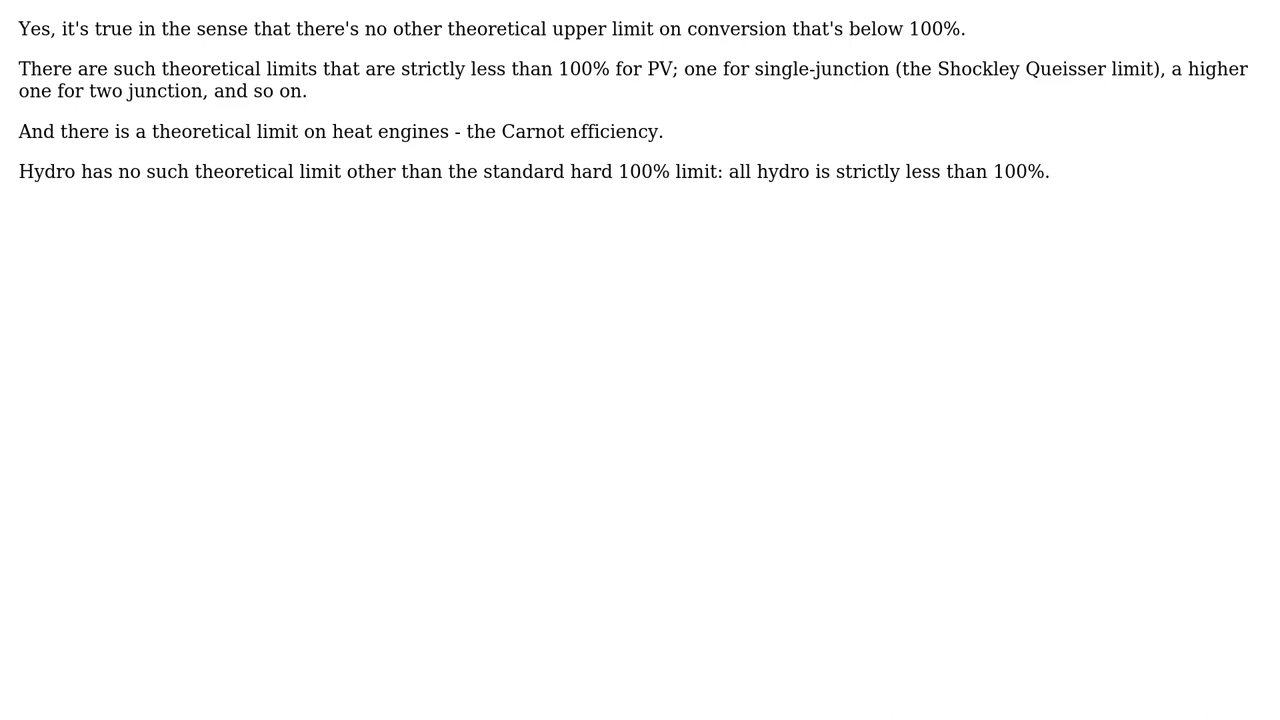 Yes, it's true in the sense that there's no other theoretical upper limit on conversion that's below 100%.
There are such theoretical limits that are strictly less than 100% for PV; one for single-junction (the Shockley Queisser limit), a higher
one for two junction, and so on.
And there is a theoretical limit on heat engines - the Carnot efficiency.
Hydro has no such theoretical limit other than the standard hard 100% limit: all hydro is strictly less than 100%.